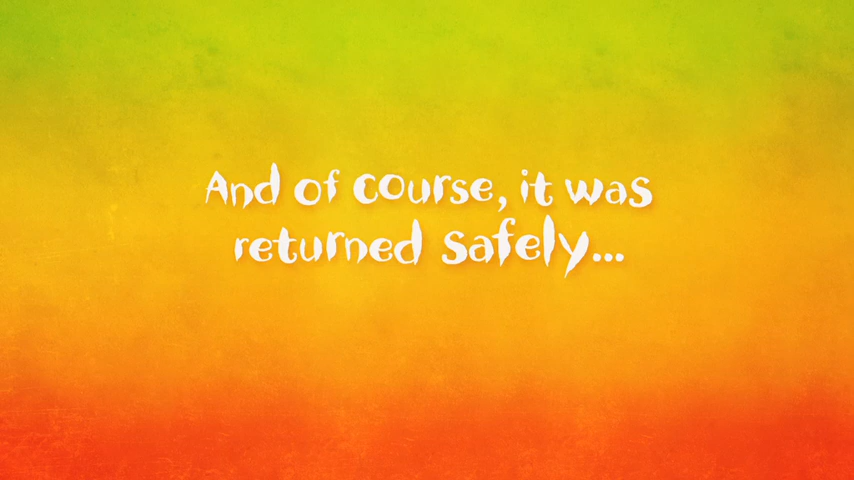 And of course, it was
returned safely...